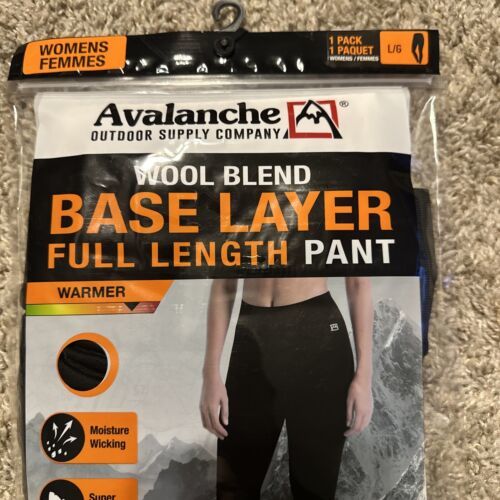 WOMENS
FEMMES
1 PACK
1 PAQUET
WOMENS / FEMMES
L/G
Avalanche ®
OUTDOOR SUPPLY COMPANY
WOOL BLEND
BASE LAYER
FULL LENGTH PANT
WARMER
Moisture
Wicking
Super